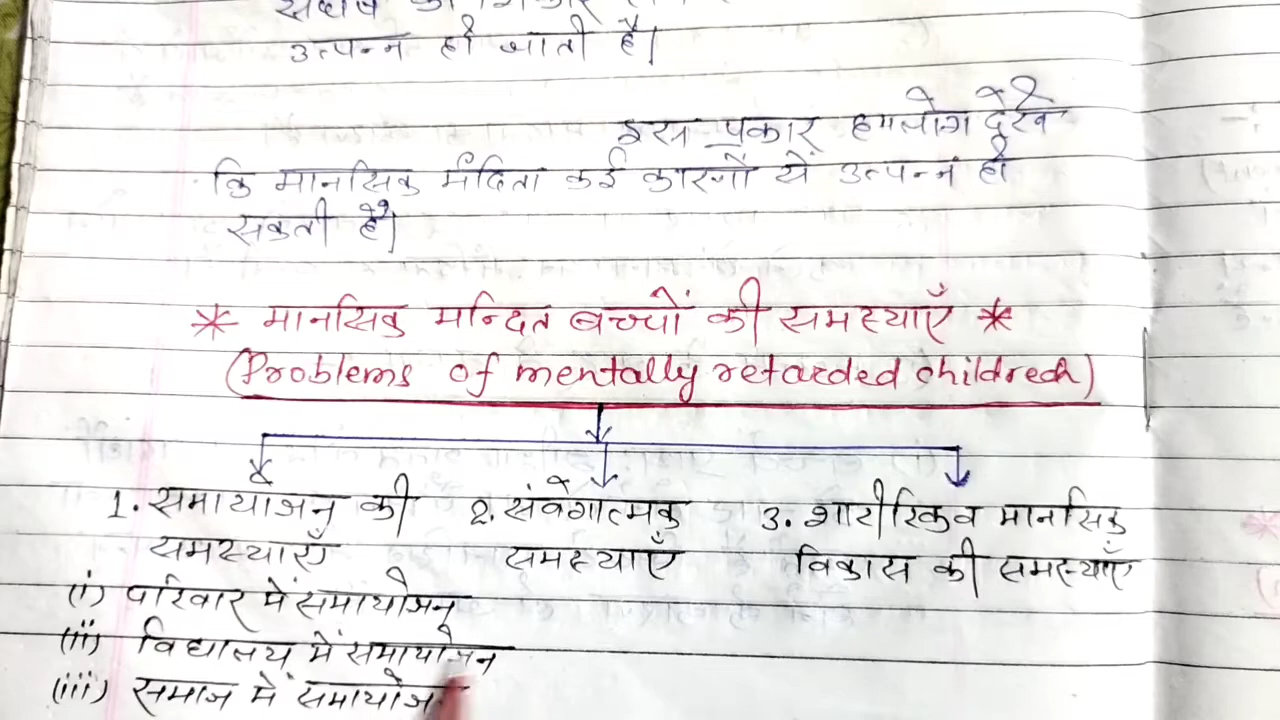 उत्पन्न हो जाती है।
इस प्रकार हमलोग देखे
कि मानसिक मंदिता कई कारणों से उत्पन्न हो
सकती है।
* मानसिक मन्दित बच्चों की समस्याएँ *
(Problems of mentally retarded children)
1. समायोजन की 2. संवेगात्मक 3. शारीरिक व मानसिक
समस्याएँ समस्याएँ विकास की समस्याएँ
(i) परिवार में समायोजन
(ii) विद्यालय में समायोजन
(iii) समाज में समायोजन